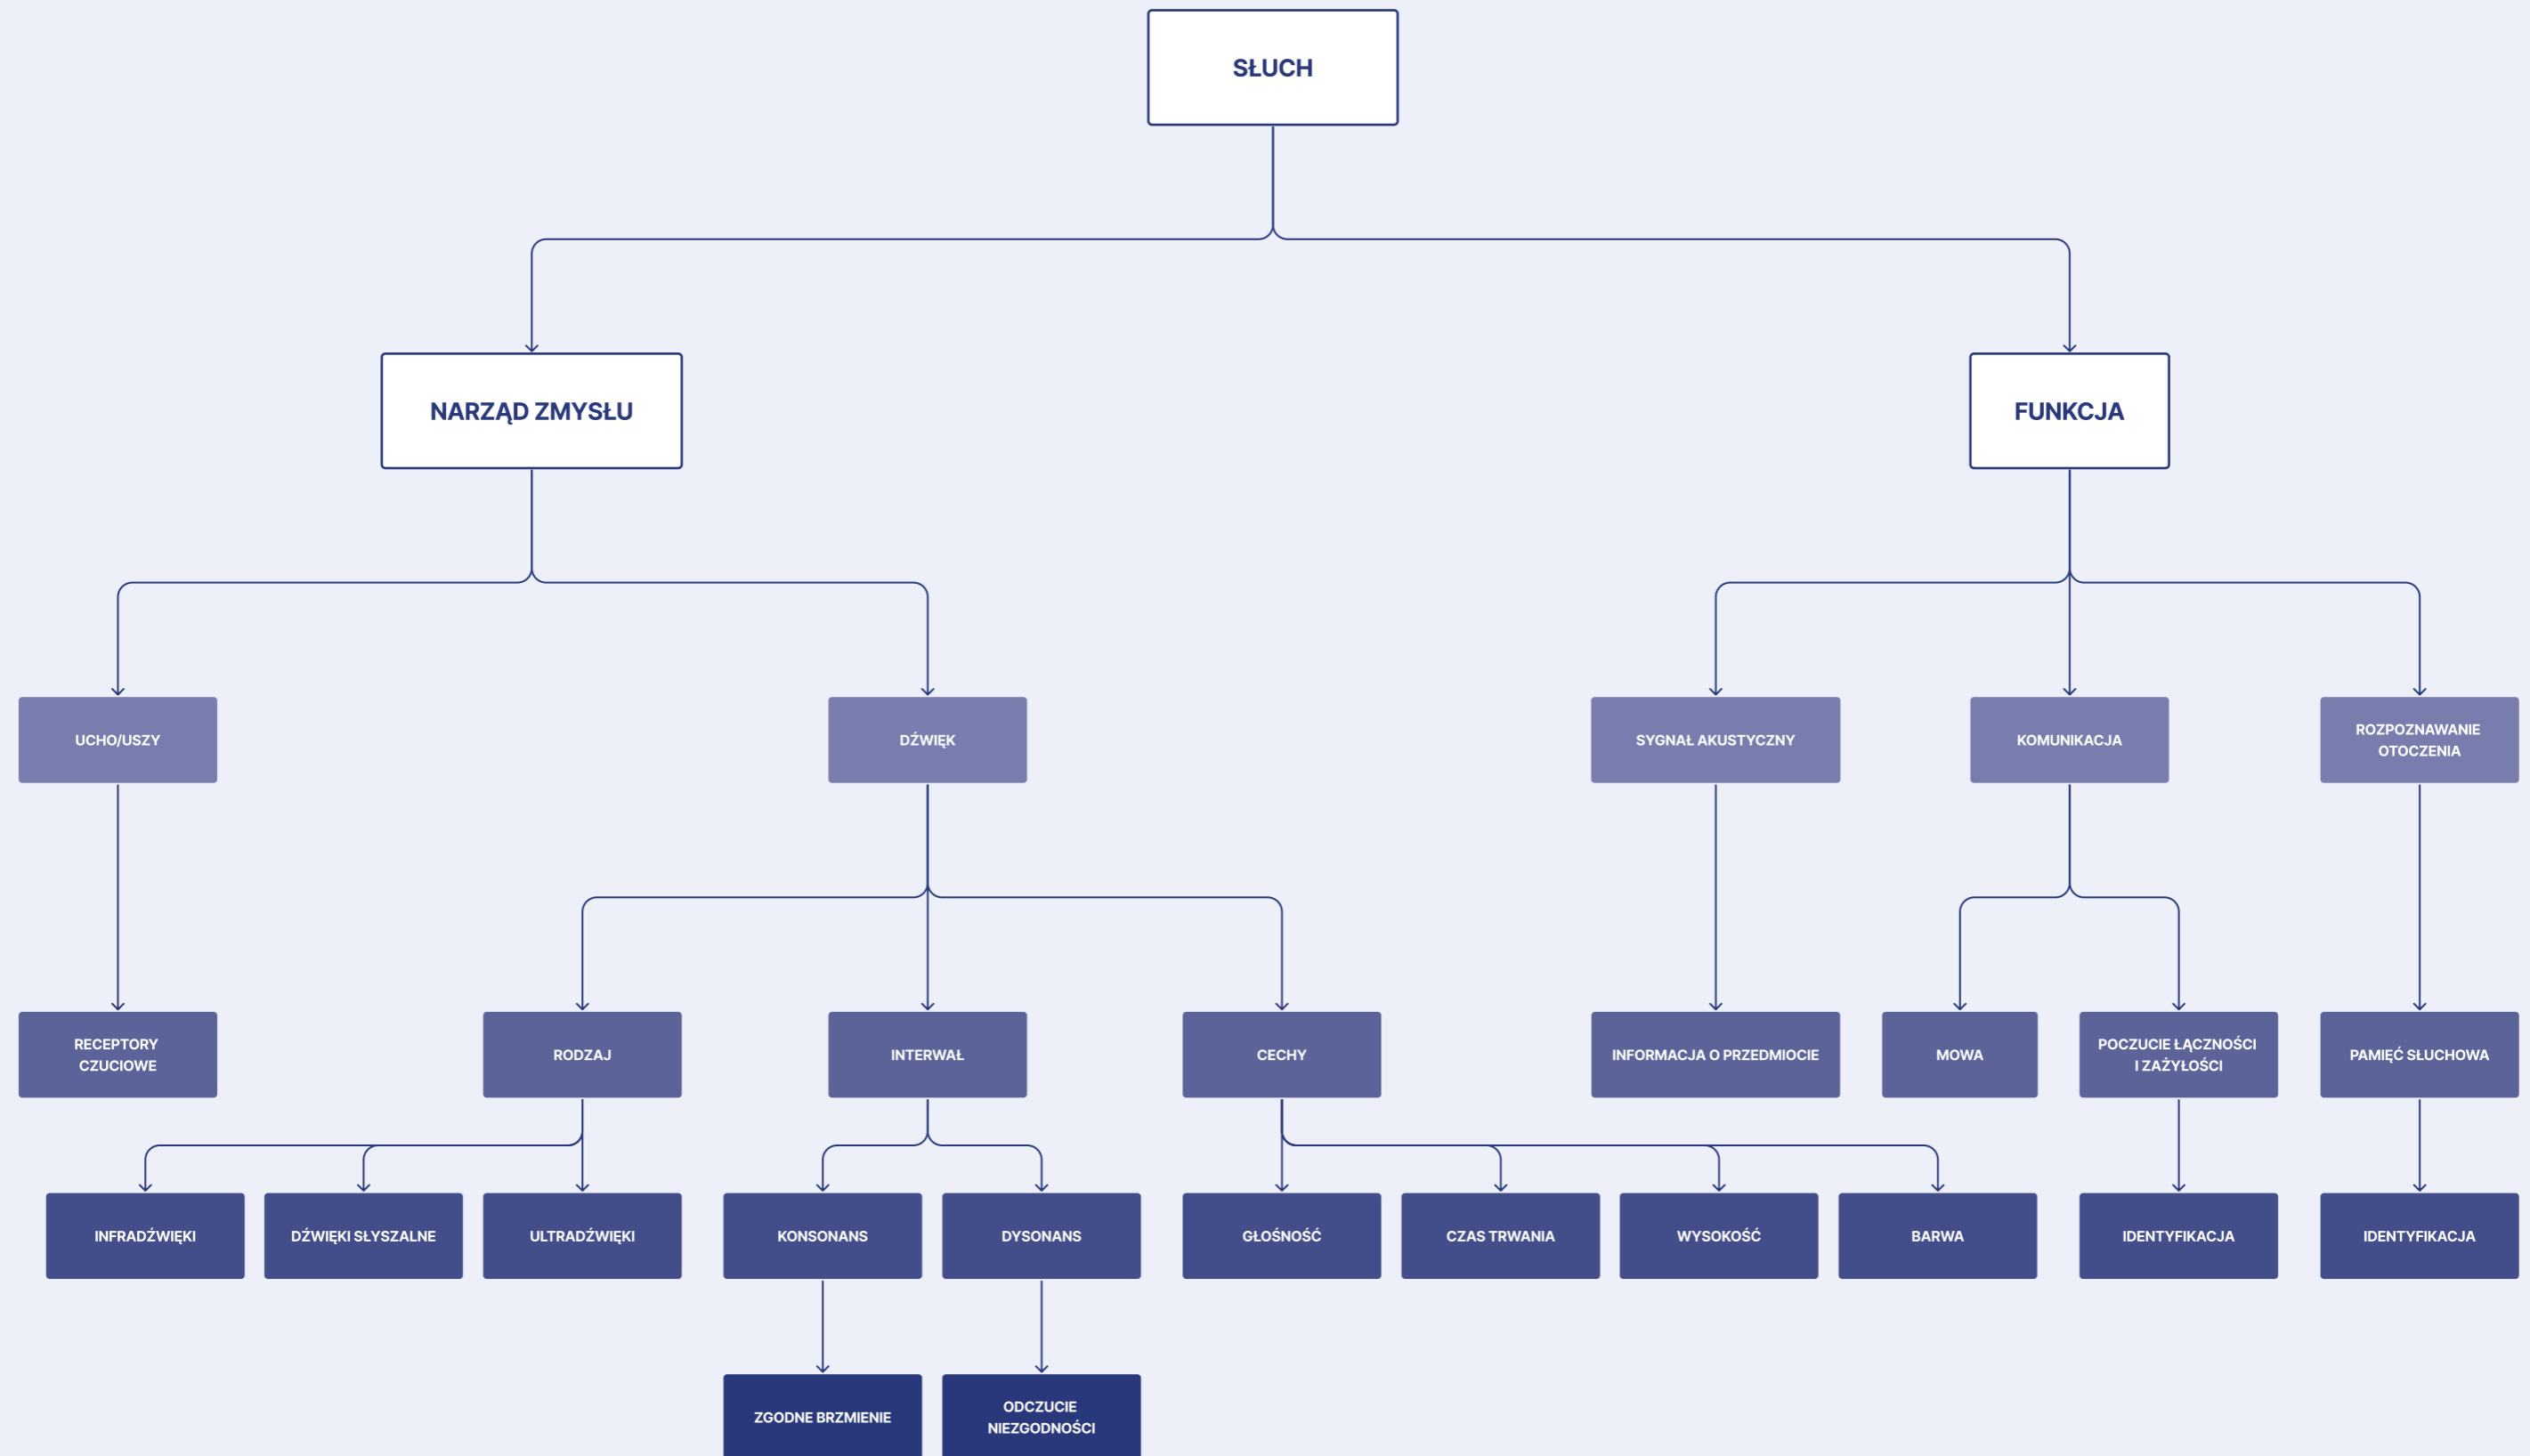 SŁUCH
NARZĄD ZMYSŁU
FUNKCJA
UCHO/USZY
DŹWIĘK
SYGNAŁ AKUSTYCZNY
KOMUNIKACJA
ROZPOZNAWANIE
OTOCZENIA
RECEPTORY
CZUCIOWE
RODZAJ
INTERWAŁ
CECHY
INFORMACJA O PRZEDMIOCIE
MOWA
POCZUCIE ŁĄCZNOŚCI
I ZAŻYŁOŚCI
PAMIĘĆ SŁUCHOWA
INFRADŹWIĘKI
DŹWIĘKI SŁYSZALNE
ULTRADŹWIĘKI
KONSONANS
DYSONANS
GŁOŚNOŚĆ
CZAS TRWANIA
WYSOKOŚĆ
BARWA
IDENTYFIKACJA
IDENTYFIKACJA
ZGODNE BRZMIENIE
ODCZUCIE
NIEZGODNOŚCI